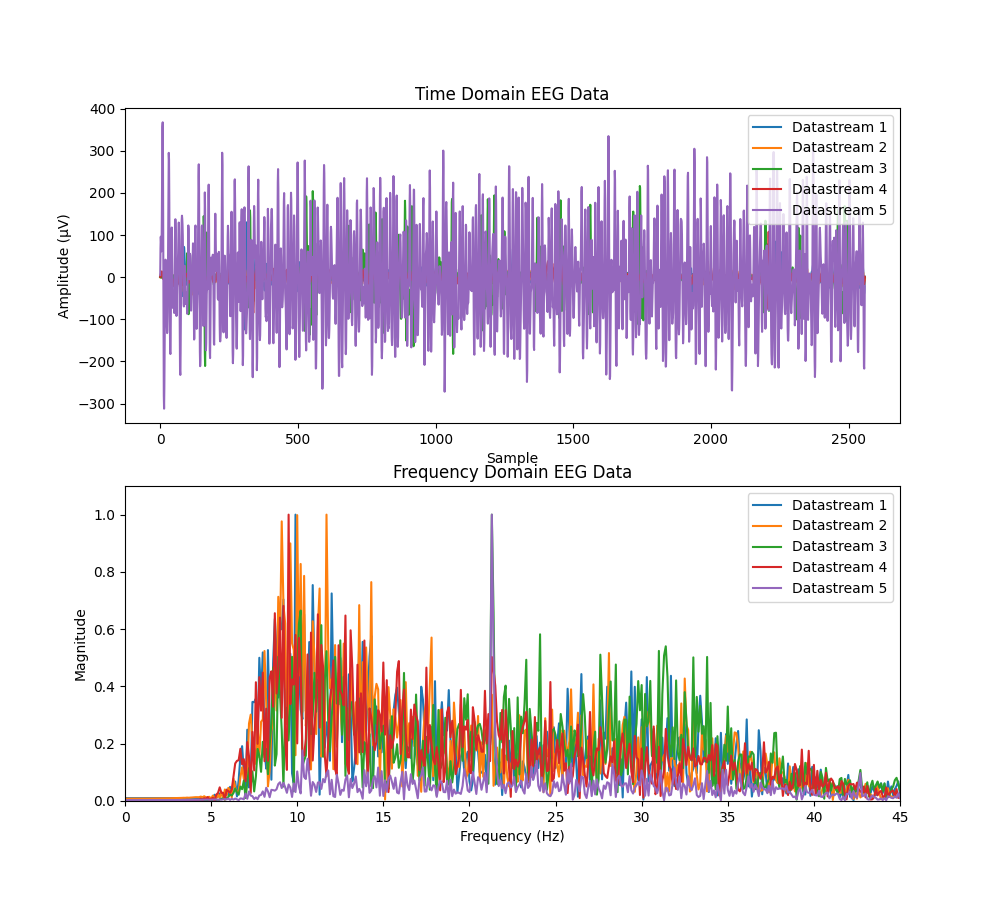 Time Domain EEG Data
400
300
200
100
0
−100
−200
−300
Amplitude (µV)
Datastream 1
Datastream 2
Datastream 3
Datastream 4
Datastream 5
0 500 1000 1500 2000 2500
Sample
Frequency Domain EEG Data
1.0
0.8
0.6
0.4
0.2
0.0
Magnitude
Datastream 1
Datastream 2
Datastream 3
Datastream 4
Datastream 5
0 5 10 15 20 25 30 35 40 45
Frequency (Hz)